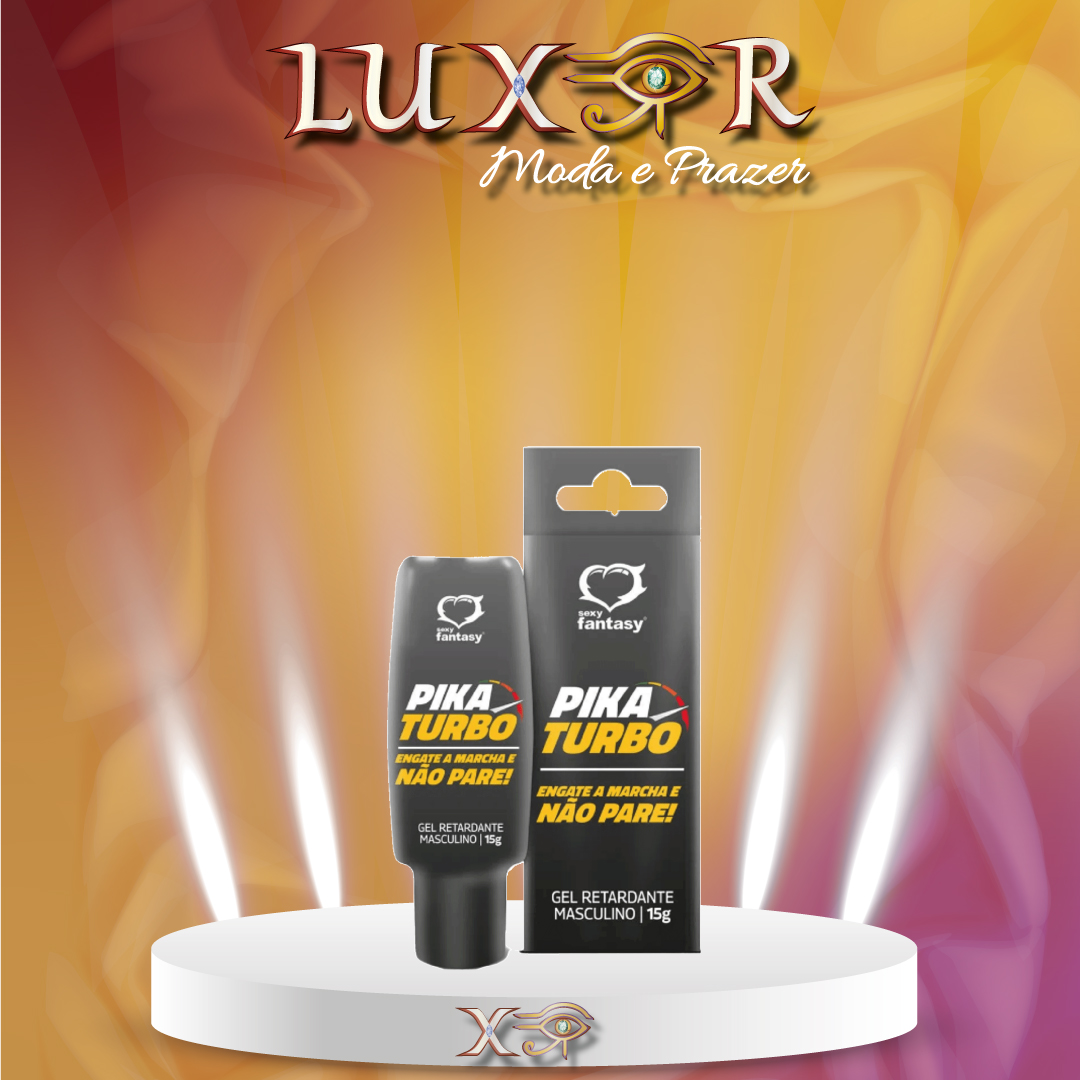 LUXOR
Moda e Prazer
sexy
fantasy
PIKA
TURBO
ENGATE A MARCHA E
NÃO PARE!
GEL RETARDANTE
MASCULINO | 15g
sexy
fantasy
PIKA
TURBO
ENGATE A MARCHA E
NÃO PARE!
GEL RETARDANTE
MASCULINO | 15g
X